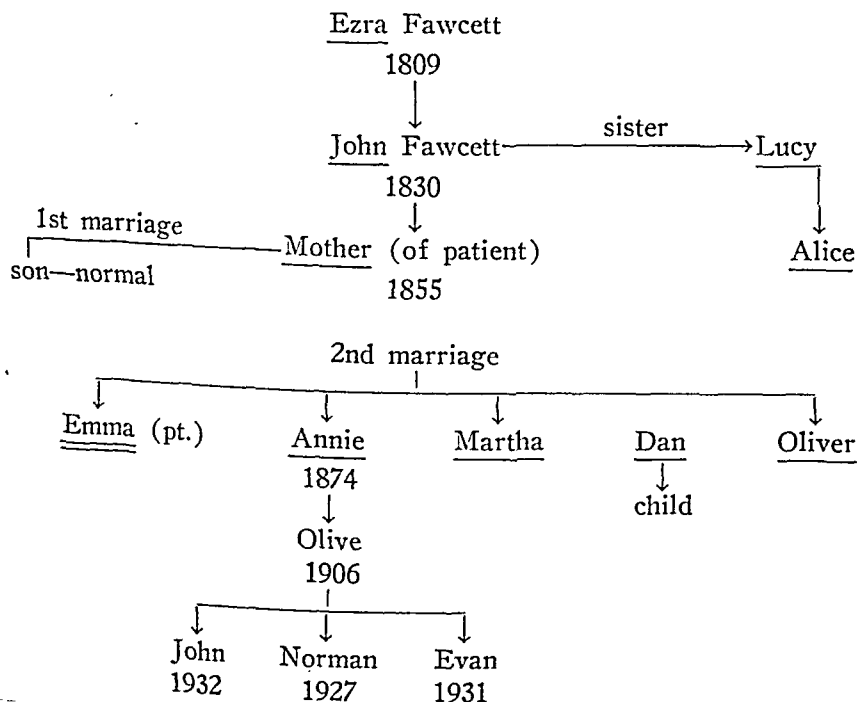 Ezra Fawcett
1809
sister
John Fawcett Lucy
1830
1st marriage
Mother (of patient) Alice
son—normal
1855
2nd marriage
Emma (pt.) Annie Martha Dan Oliver
1874 child
Olive
1906
John Norman Evan
1932 1927 1931